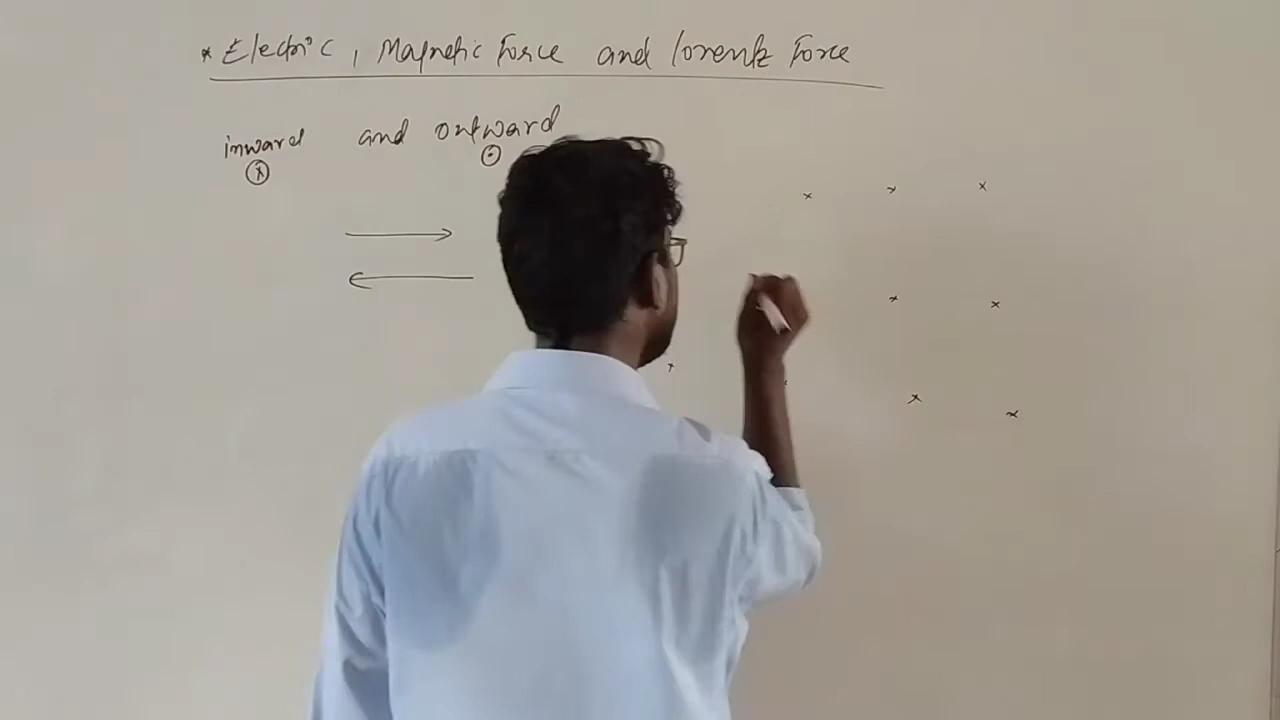 * Electric, Magnetic Force and Lorentz Force
inward and outward